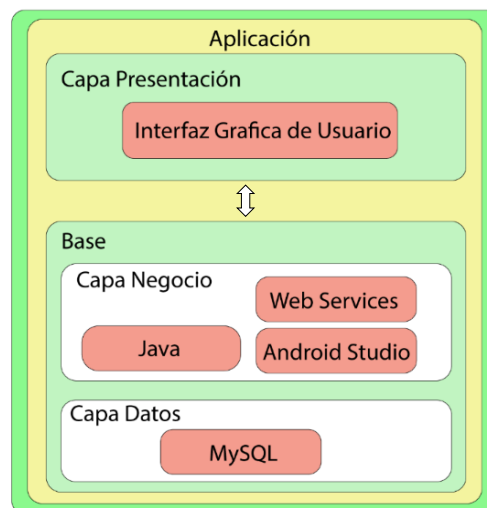 Aplicación
Capa Presentación
Interfaz Grafica de Usuario
Base
Capa Negocio
Web Services
Java
Android Studio
Capa Datos
MySQL